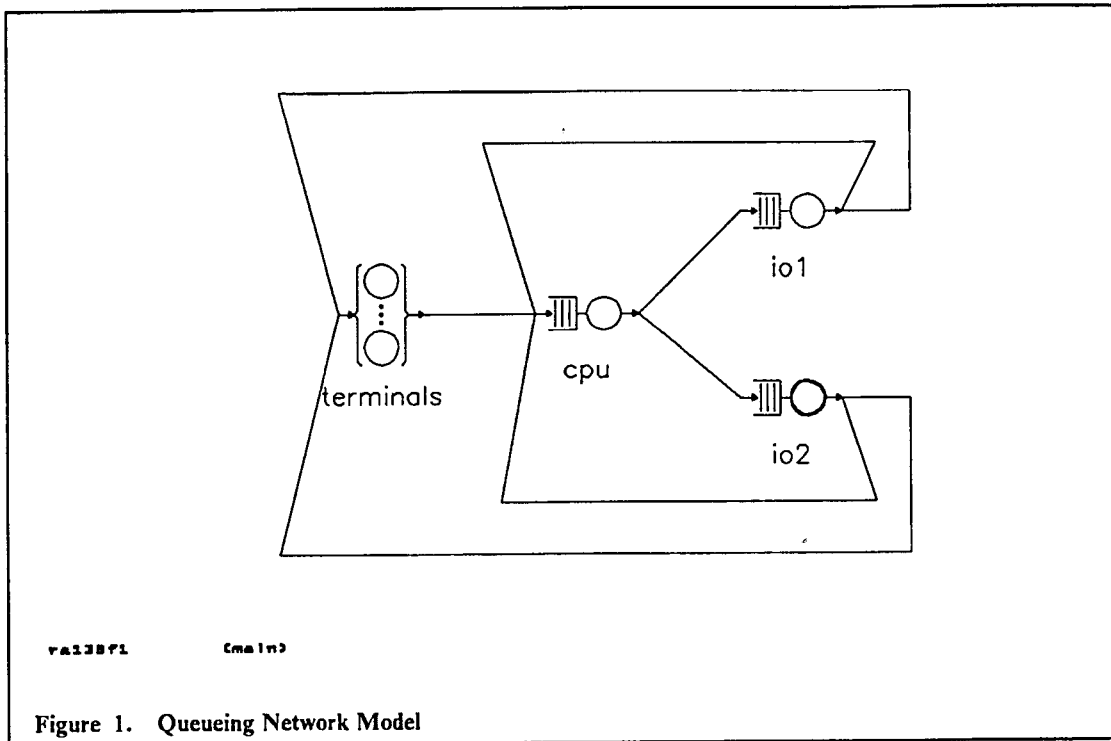 io1
cpu
terminals
io2
(main)
Figure 1. Queueing Network Model